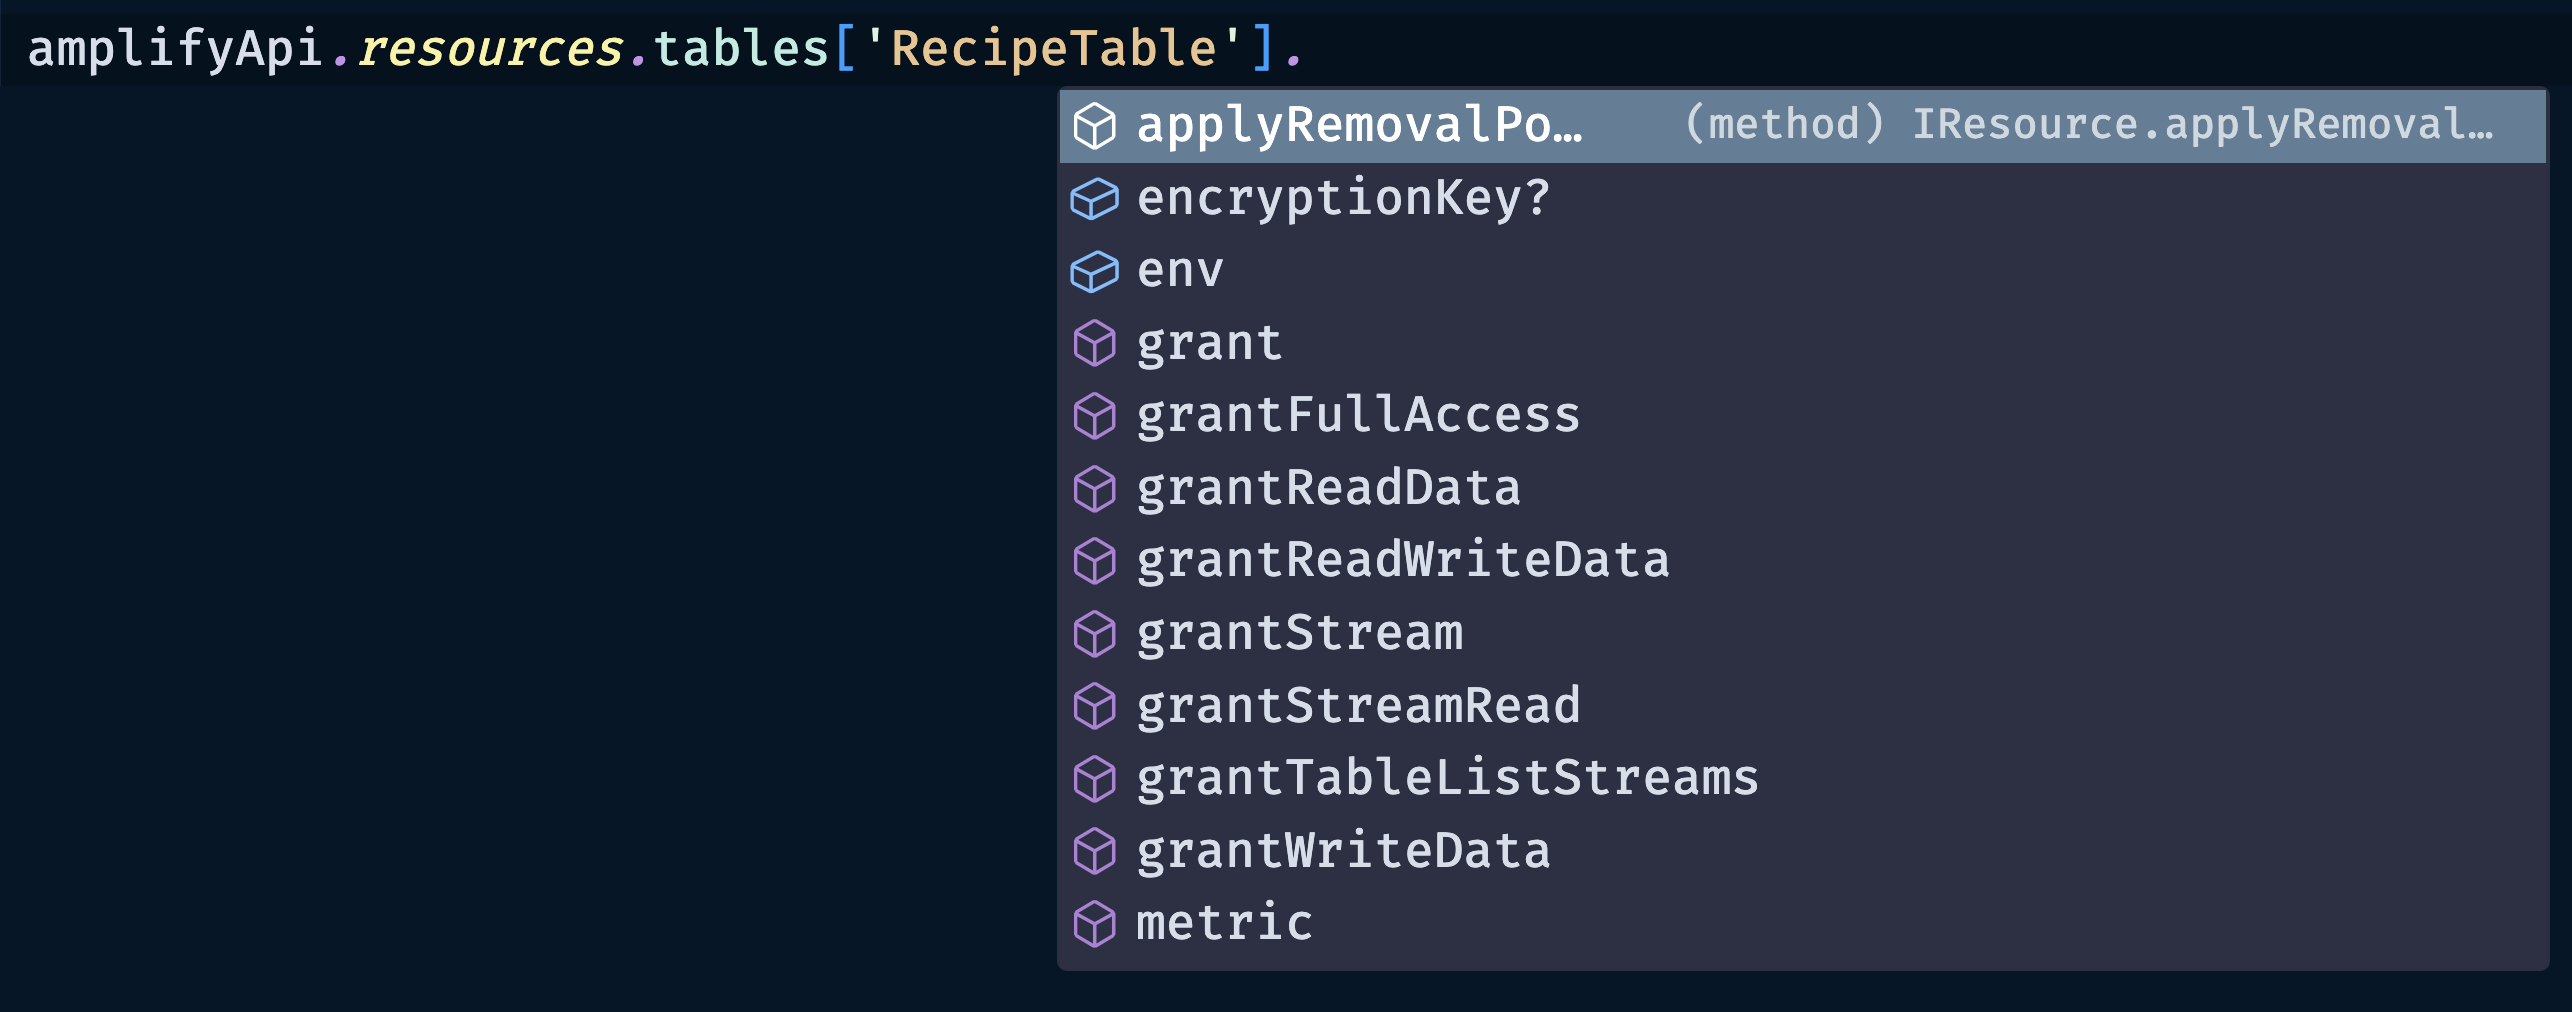 amplifyApi.resources.tables['RecipeTable'].
applyRemovalPo… (method) IResource.applyRemoval…
encryptionKey?
env
grant
grantFullAccess
grantReadData
grantReadWriteData
grantStream
grantStreamRead
grantTableListStreams
grantWriteData
metric